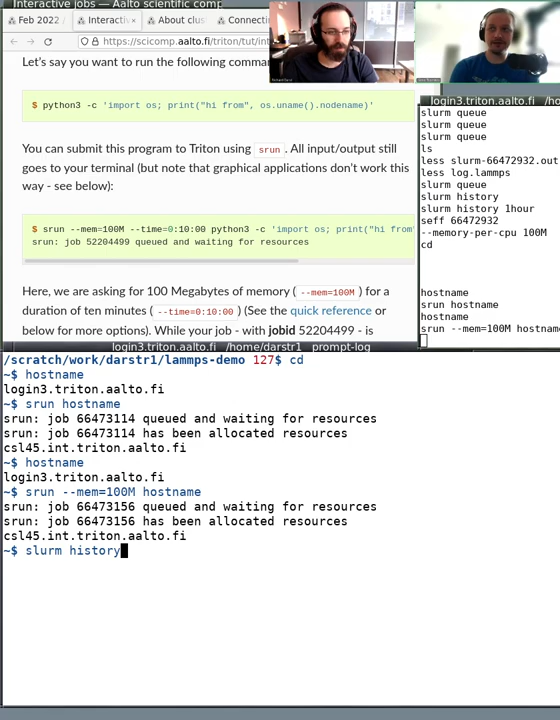 Interactive jobs — Aalto scientific comp
Feb 2022
Interactiv
About clus
Connectin
https://scicomp.aalto.fi/triton/tut/int
Let's say you want to run the following comman
$ python3 -c 'import os; print("hi from", os.uname().nodename)'
You can submit this program to Triton using srun. All input/output still
goes to your terminal (but note that graphical applications don't work this
way - see below):
$ srun --mem=100M --time=0:10:00 python3 -c 'import os; print("hi from"
srun: job 52204499 queued and waiting for resources
Here, we are asking for 100 Megabytes of memory (--mem=100M) for a
duration of ten minutes (--time=0:10:00) (See the quick reference or
below for more options). While your job - with jobid 52204499 - is
login3.triton.aalto.fi /ho
slurm queue
slurm queue
slurm queue
ls
less slurm-66472932.out
less log.lammps
slurm queue
slurm history
slurm history 1hour
seff 66472932
--memory-per-cpu 100M
cd
hostname
srun hostname
hostname
srun --mem=100M hostname
login3.triton.aalto.fi /home/darstr1 prompt-log
/scratch/work/darstr1/lammps-demo 127$ cd
~$ hostname
login3.triton.aalto.fi
~$ srun hostname
srun: job 66473114 queued and waiting for resources
srun: job 66473114 has been allocated resources
csl45.int.triton.aalto.fi
~$ hostname
login3.triton.aalto.fi
~$ srun --mem=100M hostname
srun: job 66473156 queued and waiting for resources
srun: job 66473156 has been allocated resources
csl45.int.triton.aalto.fi
~$ slurm history